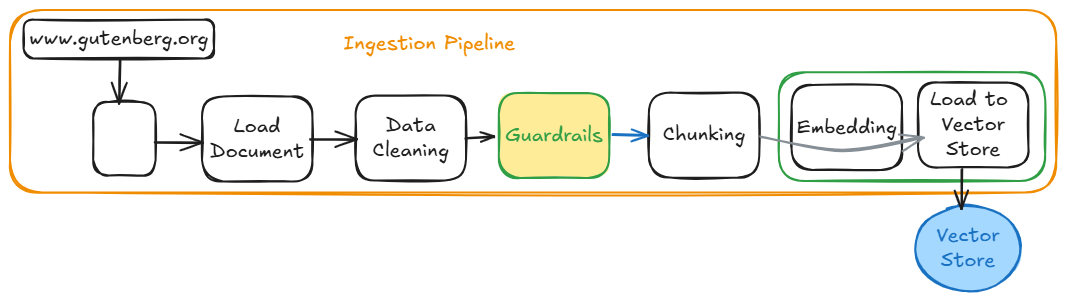 www.gutenberg.org
Ingestion Pipeline
Load
Document
Data
Cleaning
Guardrails
Chunking
Embedding
Load to
Vector
Store
Vector
Store